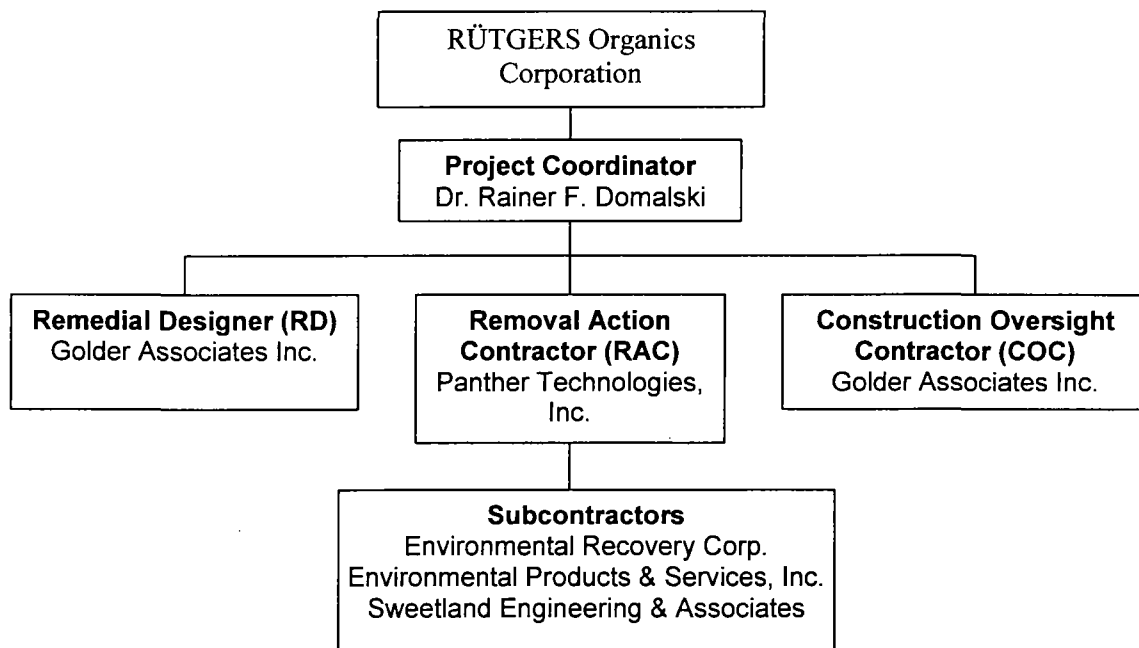 RÜTGERS Organics
Corporation
Project Coordinator
Dr. Rainer F. Domalski
Remedial Designer (RD)
Golder Associates Inc.
Removal Action
Contractor (RAC)
Panther Technologies,
Inc.
Construction Oversight
Contractor (COC)
Golder Associates Inc.
Subcontractors
Environmental Recovery Corp.
Environmental Products & Services, Inc.
Sweetland Engineering & Associates